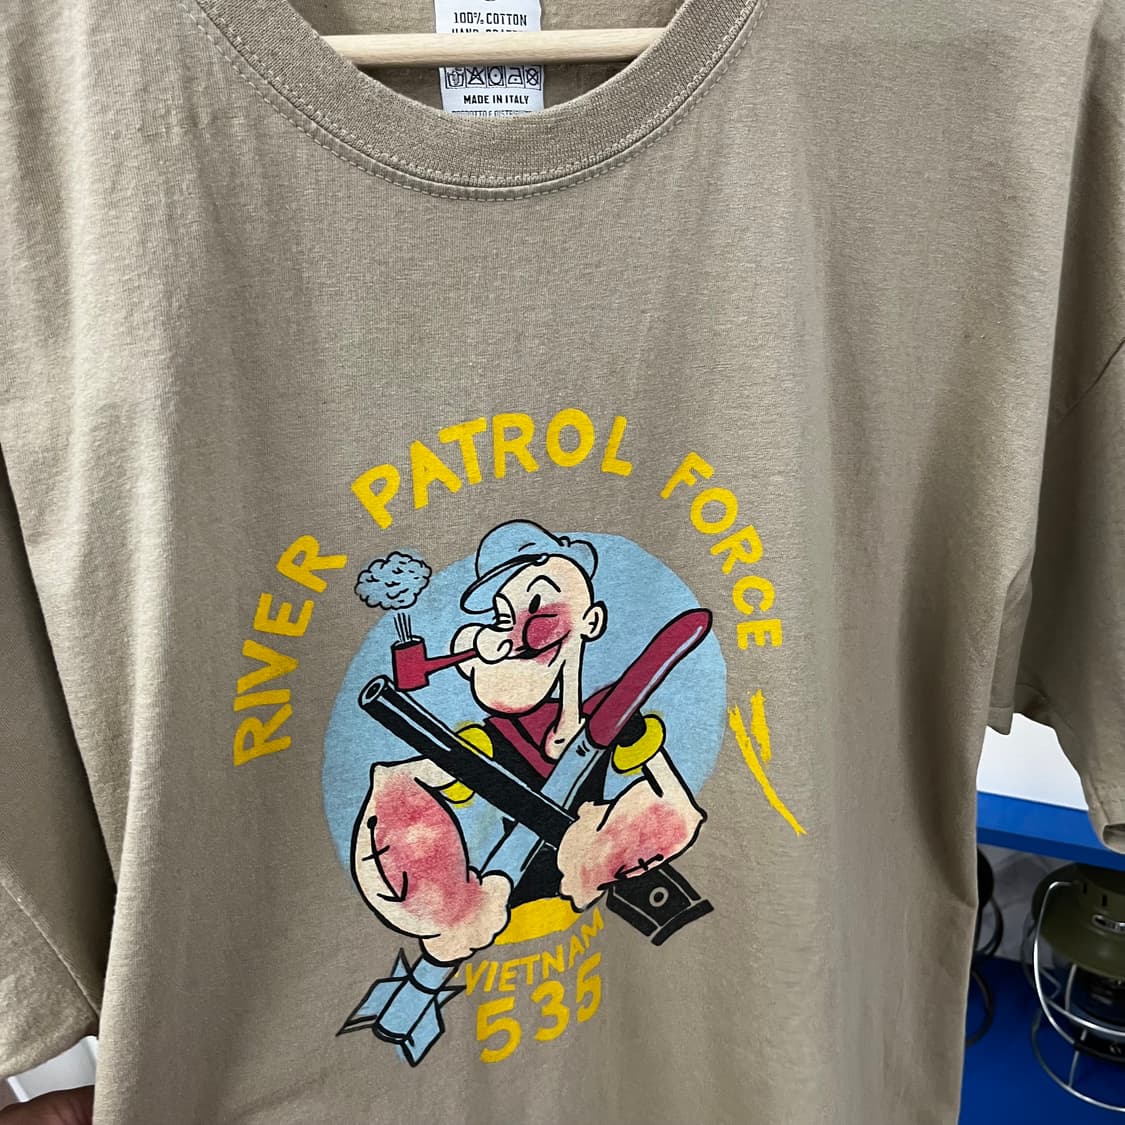 100% COTTON
MADE IN ITALY
RIVER PATROL FORCE
VIETNAM
535